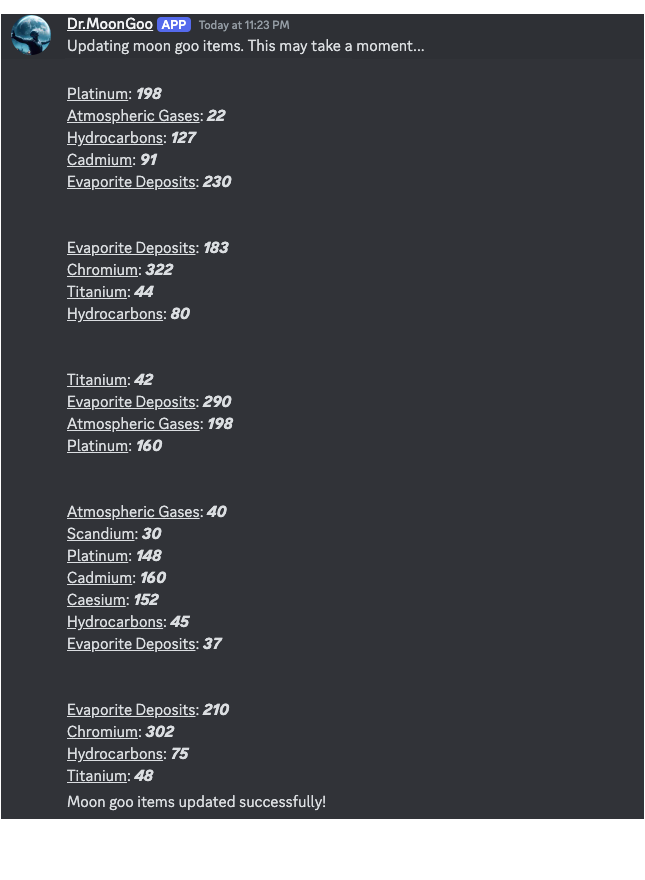 Dr.MoonGoo APP Today at 11:23 PM
Updating moon goo items. This may take a moment...
Platinum: 198
Atmospheric Gases: 22
Hydrocarbons: 127
Cadmium: 91
Evaporite Deposits: 230
Evaporite Deposits: 183
Chromium: 322
Titanium: 44
Hydrocarbons: 80
Titanium: 42
Evaporite Deposits: 290
Atmospheric Gases: 198
Platinum: 160
Atmospheric Gases: 40
Scandium: 30
Platinum: 148
Cadmium: 160
Caesium: 152
Hydrocarbons: 45
Evaporite Deposits: 37
Evaporite Deposits: 210
Chromium: 302
Hydrocarbons: 75
Titanium: 48
Moon goo items updated successfully!